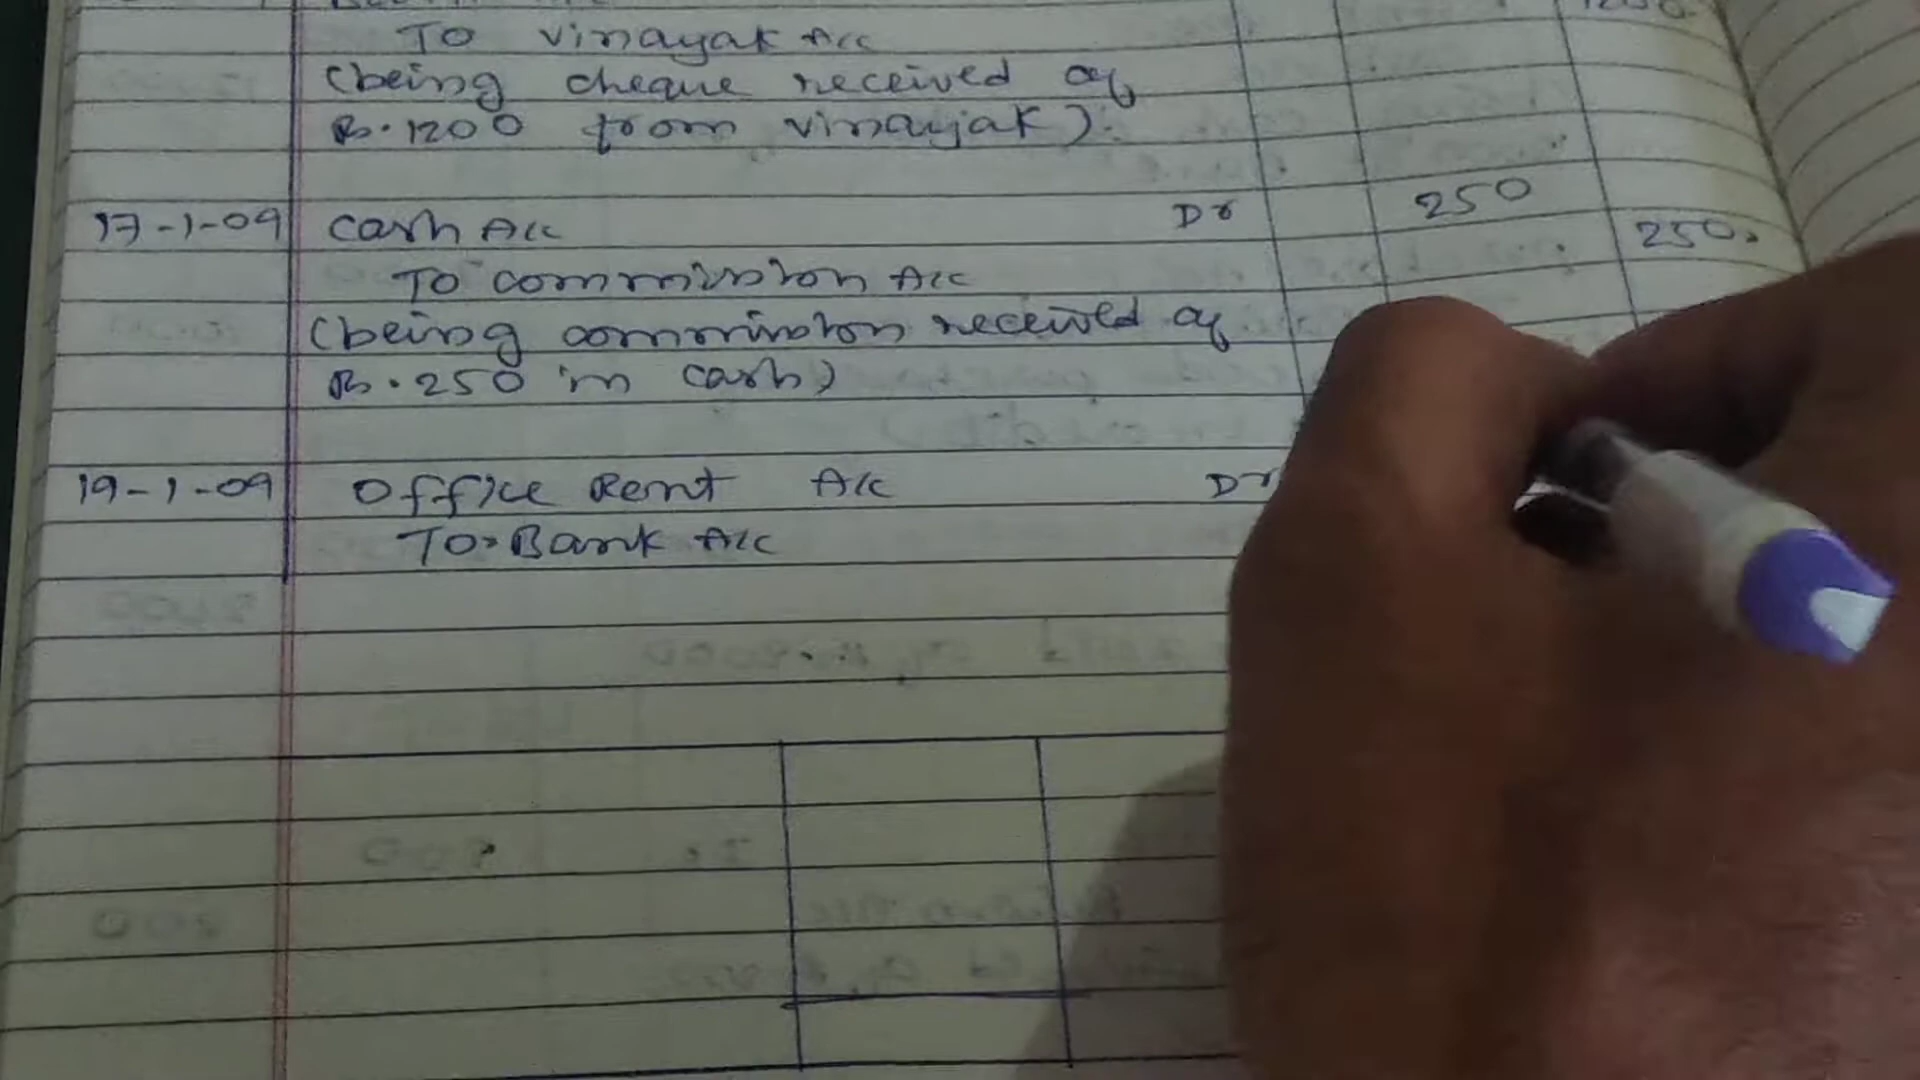 1200.
To vinayak A/c
(being cheque received of
Rs. 1200 from vinayak).
17-1-09 Cash A/c Dr 250
To commission A/c 250.
(being commission received of
Rs. 250 in cash)
19-1-09 Office Rent A/c Dr
To Bank A/c